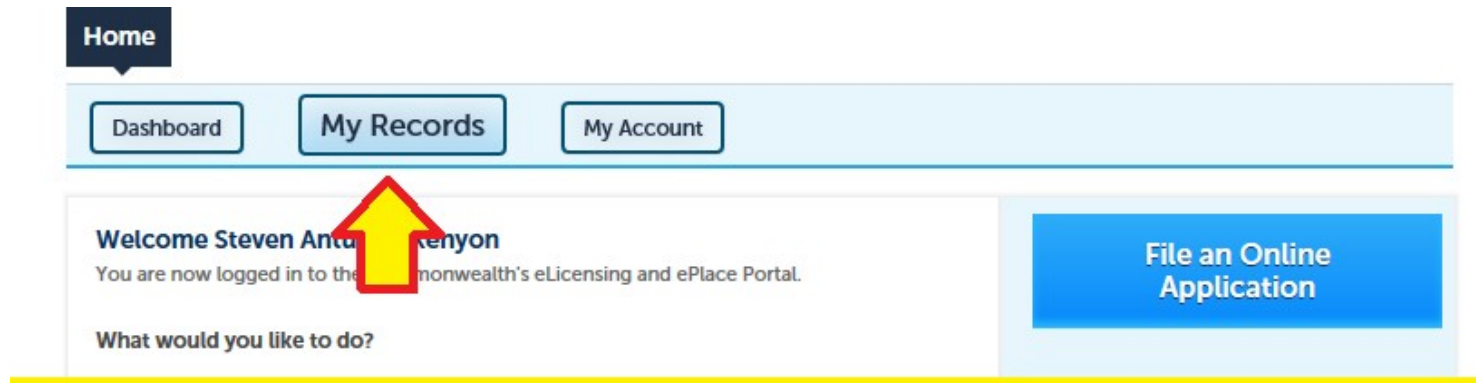 Home
Dashboard
My Records
My Account
Welcome Steven
You are now logged in to the monwealth's eLicensing and ePlace Portal.
What would you like to do?
File an Online
Application